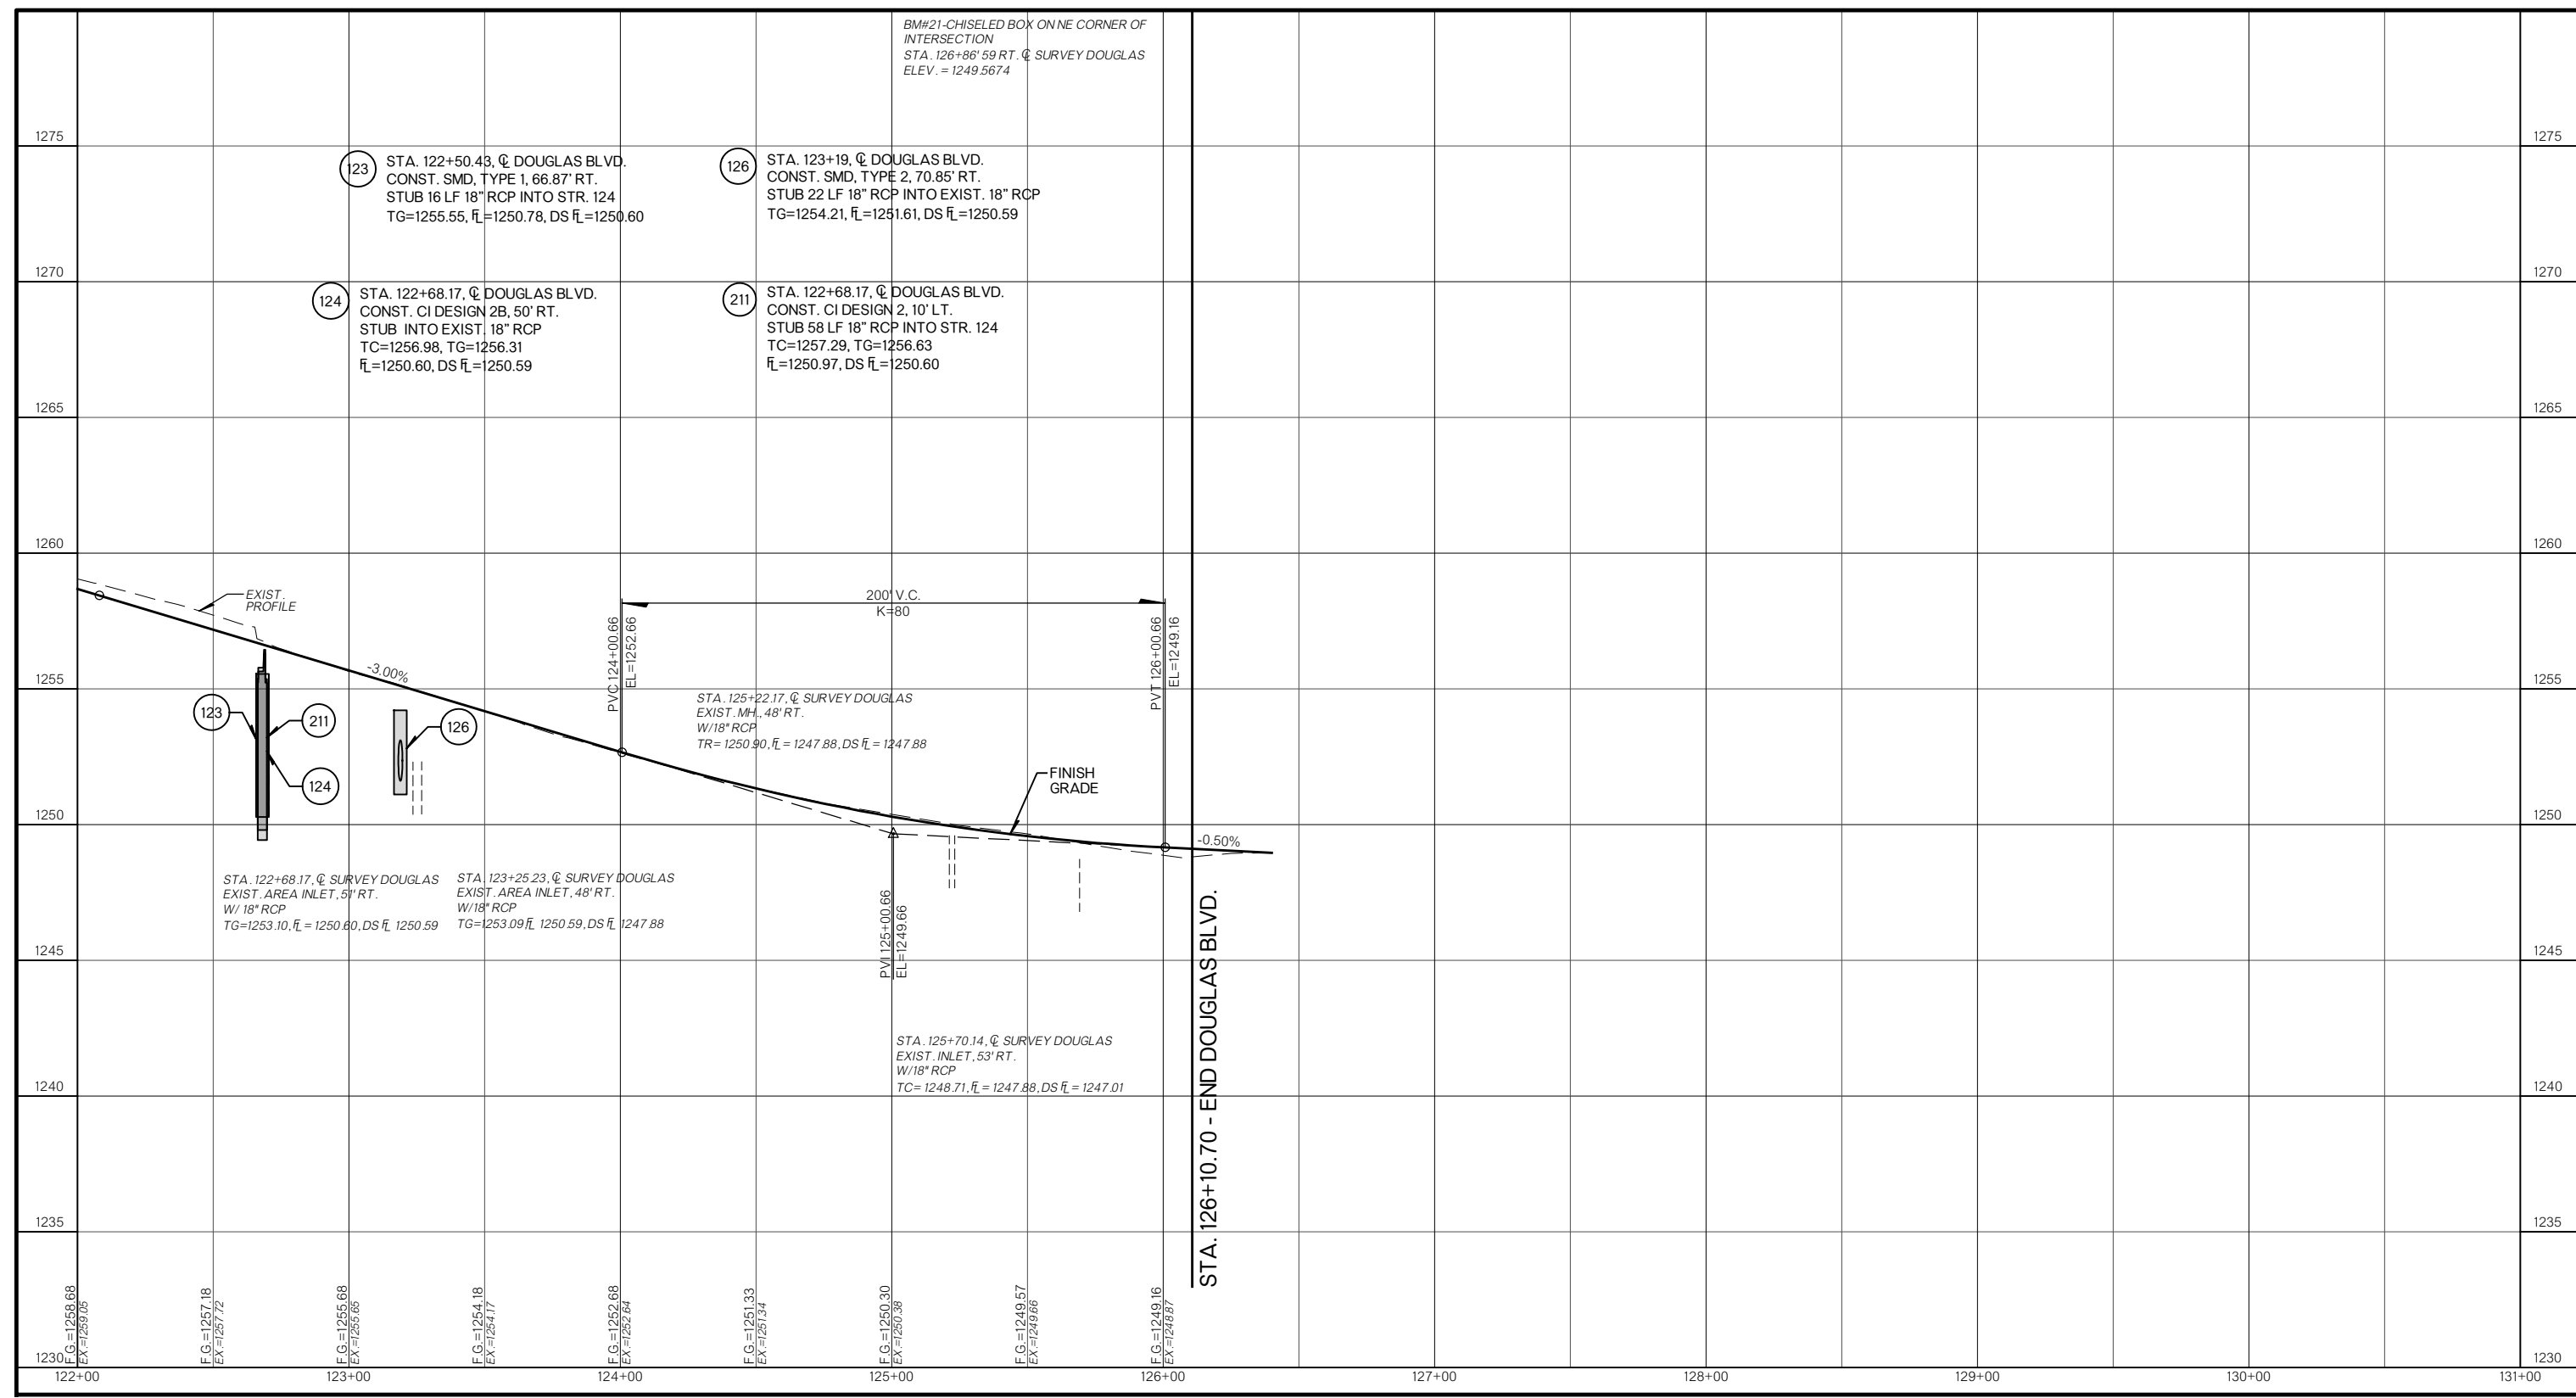 BM#21-CHISELED BOX ON NE CORNER OF
INTERSECTION
STA. 126+86' 59 RT. ℄ SURVEY DOUGLAS
ELEV. = 1249.5674
1275
1275
123
STA. 122+50.43, ℄ DOUGLAS BLVD.
CONST. SMD, TYPE 1, 66.87' RT.
STUB 16 LF 18" RCP INTO STR. 124
TG=1255.55, FL=1250.78, DS FL=1250.60
126
STA. 123+19, ℄ DOUGLAS BLVD.
CONST. SMD, TYPE 2, 70.85' RT.
STUB 22 LF 18" RCP INTO EXIST. 18" RCP
TG=1254.21, FL=1251.61, DS FL=1250.59
1270
1270
124
STA. 122+68.17, ℄ DOUGLAS BLVD.
CONST. CI DESIGN 2B, 50' RT.
STUB INTO EXIST. 18" RCP
TC=1256.98, TG=1256.31
FL=1250.60, DS FL=1250.59
211
STA. 122+68.17, ℄ DOUGLAS BLVD.
CONST. CI DESIGN 2, 10' LT.
STUB 58 LF 18" RCP INTO STR. 124
TC=1257.29, TG=1256.63
FL=1250.97, DS FL=1250.60
1265
1265
1260
1260
EXIST.
PROFILE
200' V.C.
K=80
PVC 124+00.66
EL=1252.66
PVT 126+00.66
EL=1249.16
-3.00%
1255
1255
123
211
126
124
STA. 125+22.17, ℄ SURVEY DOUGLAS
EXIST. MH., 48' RT.
W/18" RCP
TR= 1250.90, FL = 1247.88, DS FL = 1247.88
FINISH
GRADE
1250
1250
-0.50%
STA. 122+68.17, ℄ SURVEY DOUGLAS
EXIST. AREA INLET, 51' RT.
W/ 18" RCP
TG=1253.10, FL = 1250.60, DS FL 1250.59
STA. 123+25.23, ℄ SURVEY DOUGLAS
EXIST. AREA INLET, 48' RT.
W/18" RCP
TG=1253.09 FL 1250.59, DS FL 1247.88
PVI 125+00.66
EL=1249.66
1245
1245
STA. 125+70.14, ℄ SURVEY DOUGLAS
EXIST. INLET, 53' RT.
W/18" RCP
TC= 1248.71, FL = 1247.88, DS FL = 1247.01
1240
1240
STA. 126+10.70 - END DOUGLAS BLVD.
1235
1235
F.G.=1258.68
EX.=1259.05
F.G.=1257.18
EX.=1257.72
F.G.=1255.68
EX.=1255.65
F.G.=1254.18
EX.=1254.17
F.G.=1252.68
EX.=1252.64
F.G.=1251.33
EX.=1251.34
F.G.=1250.30
EX.=1250.38
F.G.=1249.57
EX.=1249.66
F.G.=1249.16
EX.=1248.87
1230
1230
122+00
123+00
124+00
125+00
126+00
127+00
128+00
129+00
130+00
131+00